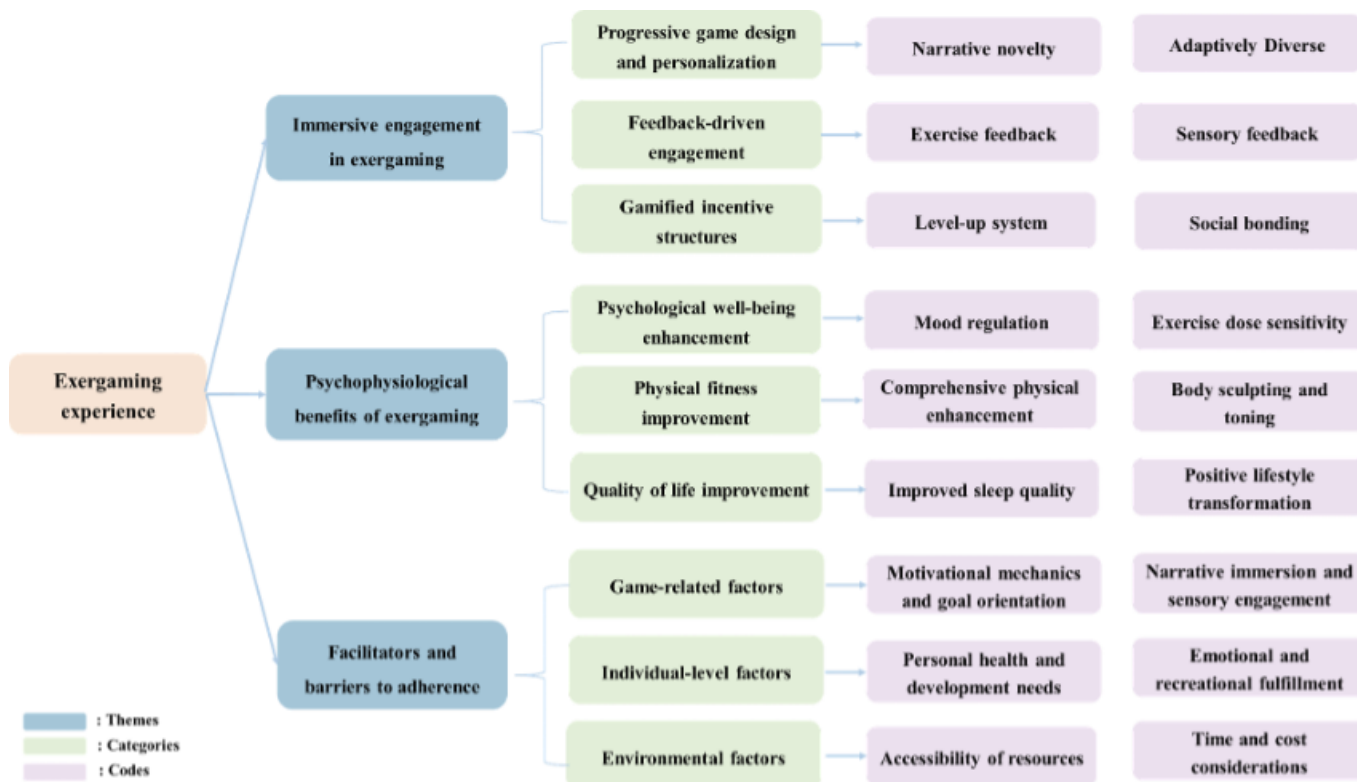 Progressive game design
and personalization
Narrative novelty
Adaptively Diverse
Immersive engagement
in exergaming
Feedback-driven
engagement
Exercise feedback
Sensory feedback
Gamified incentive
structures
Level-up system
Social bonding
Psychological well-being
enhancement
Mood regulation
Exercise dose sensitivity
Exergaming
experience
Psychophysiological
benefits of exergaming
Physical fitness
improvement
Comprehensive physical
enhancement
Body sculpting and
toning
Quality of life improvement
Improved sleep quality
Positive lifestyle
transformation
Game-related factors
Motivational mechanics
and goal orientation
Narrative immersion and
sensory engagement
Facilitators and
barriers to adherence
Individual-level factors
Personal health and
development needs
Emotional and
recreational fulfillment
Environmental factors
Accessibility of resources
Time and cost
considerations
: Themes
: Categories
: Codes